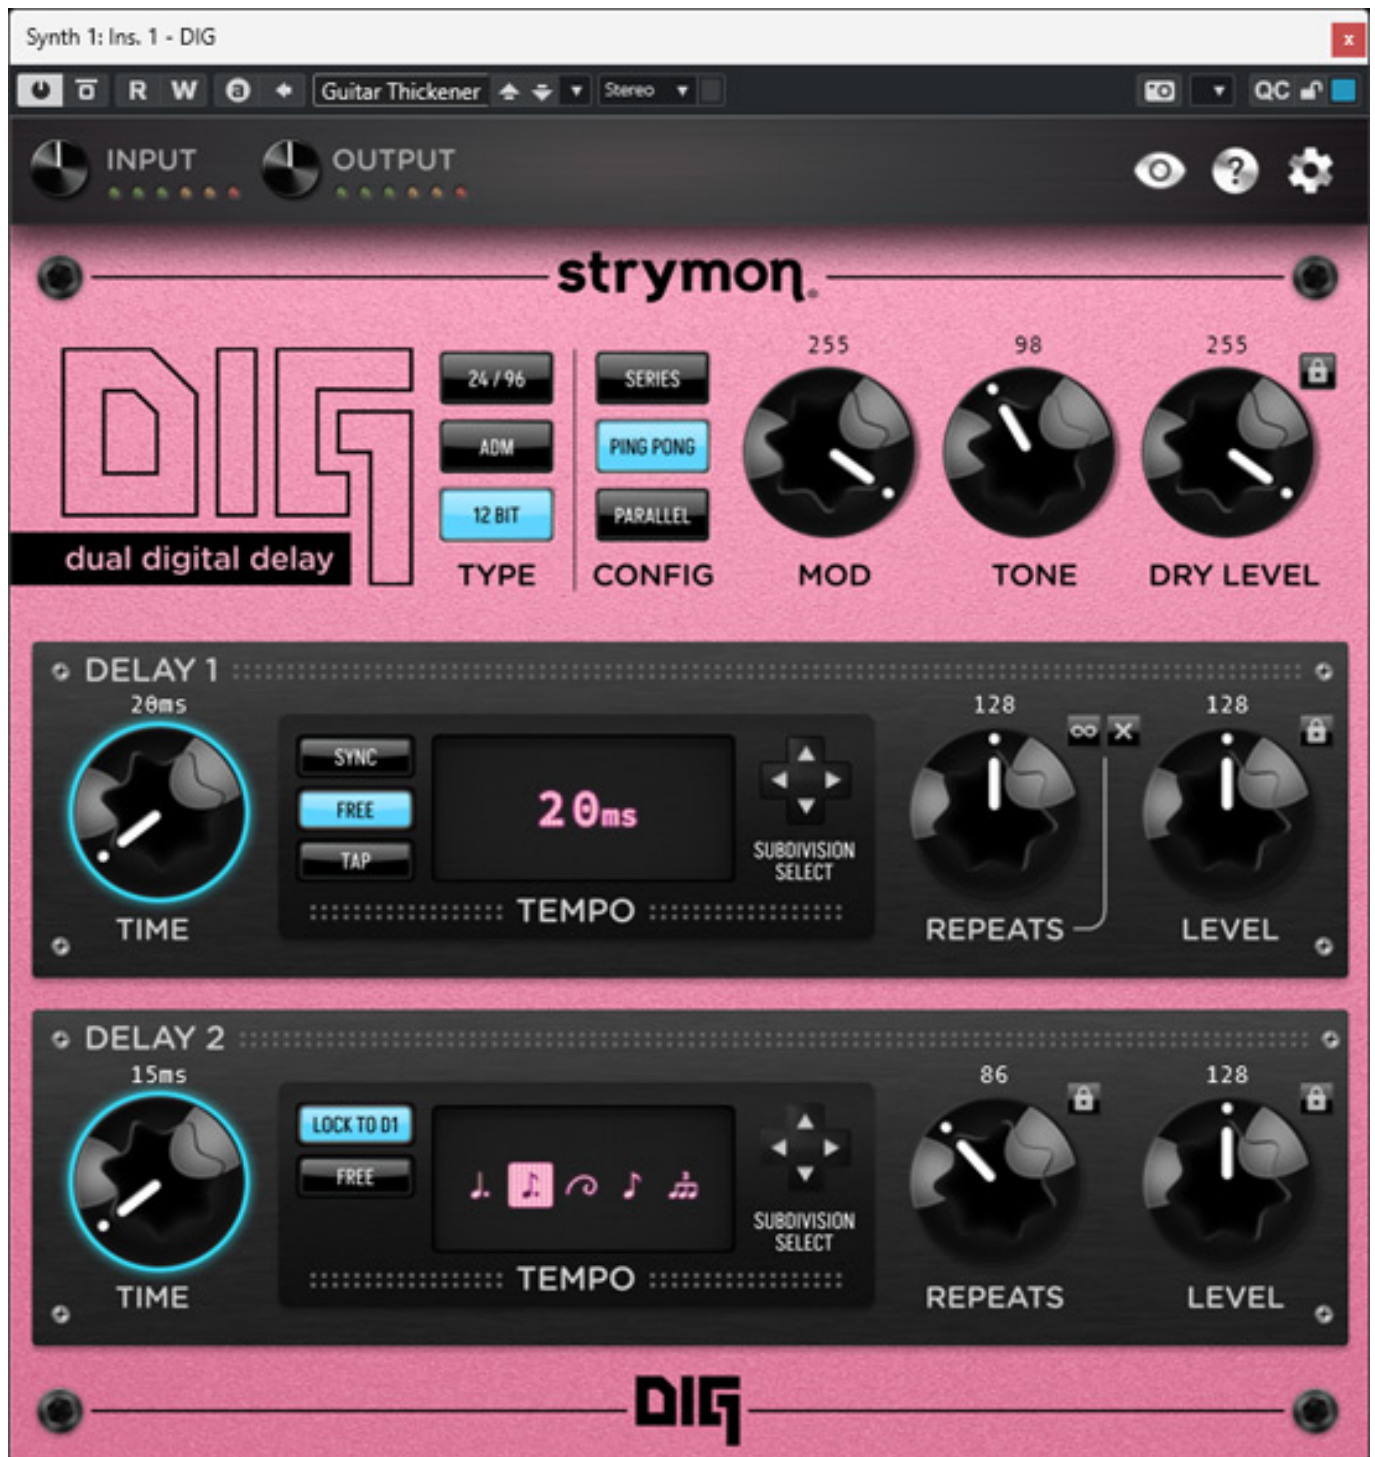 Synth 1: Ins. 1 - DIG
x
R W a Guitar Thickener Stereo QC
INPUT OUTPUT ?
strymon®
DIG
dual digital delay
24 / 96
ADM
12 BIT
TYPE
SERIES
PING PONG
PARALLEL
CONFIG
255
MOD
98
TONE
255
DRY LEVEL
DELAY 1
20ms
TIME
SYNC
FREE
TAP
20ms
TEMPO
SUBDIVISION
SELECT
128
∞ X
REPEATS
128
LEVEL
DELAY 2
15ms
TIME
LOCK TO D1
FREE
3
TEMPO
SUBDIVISION
SELECT
86
REPEATS
128
LEVEL
DIG